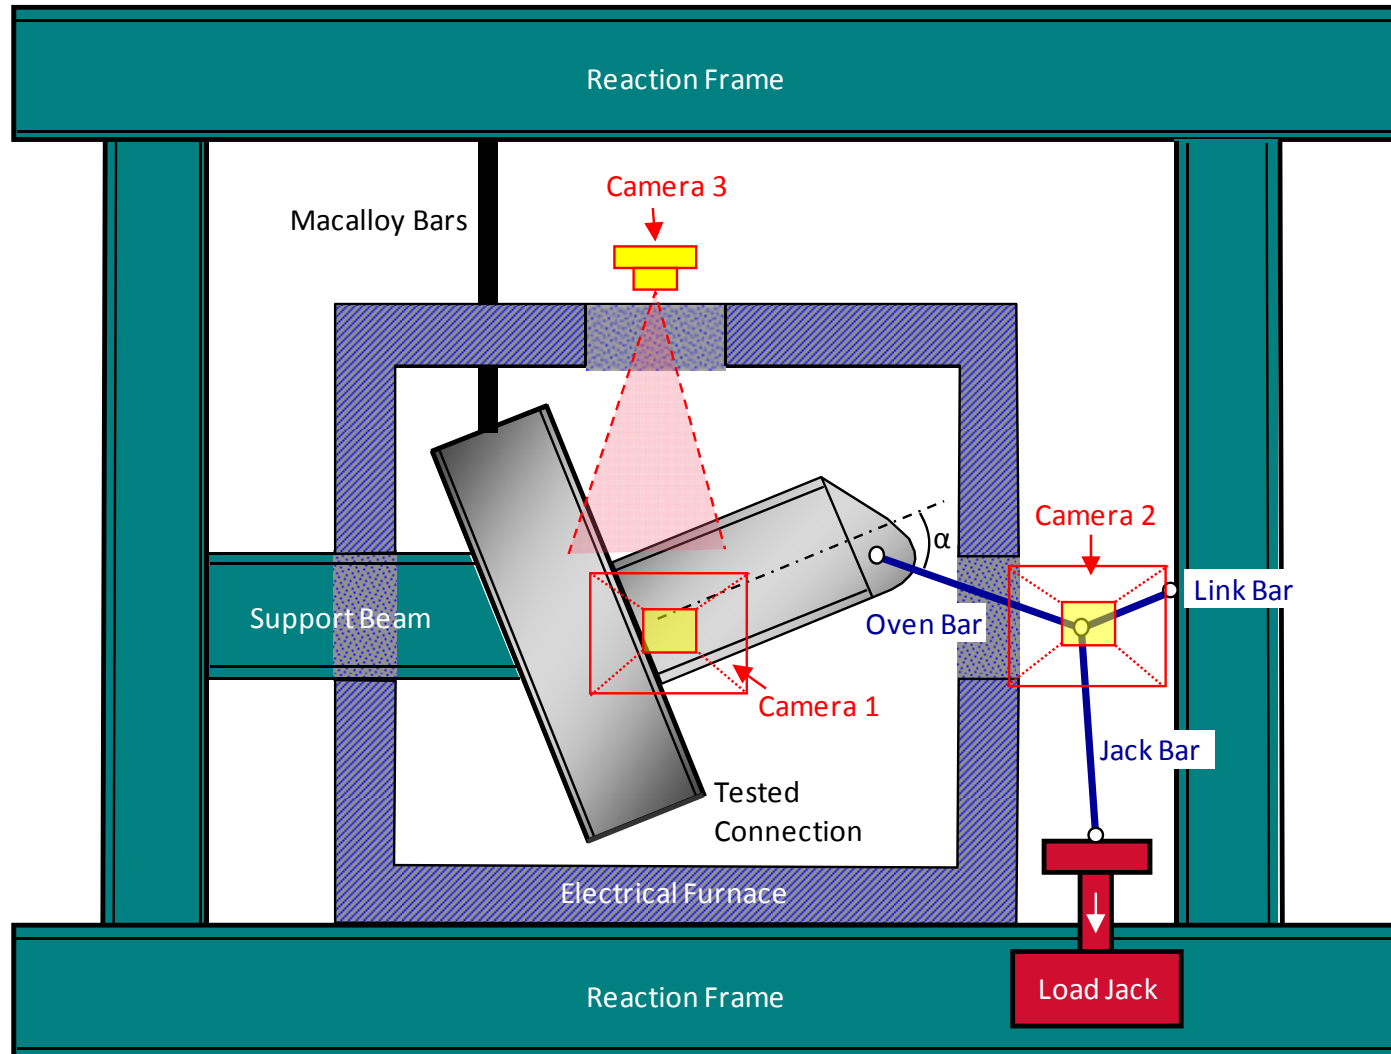 Reaction Frame
Camera 3
Macalloy Bars
Camera 2
α
Link Bar
Support Beam
Oven Bar
Camera 1
Jack Bar
Tested
Connection
Electrical Furnace
Load Jack
Reaction Frame